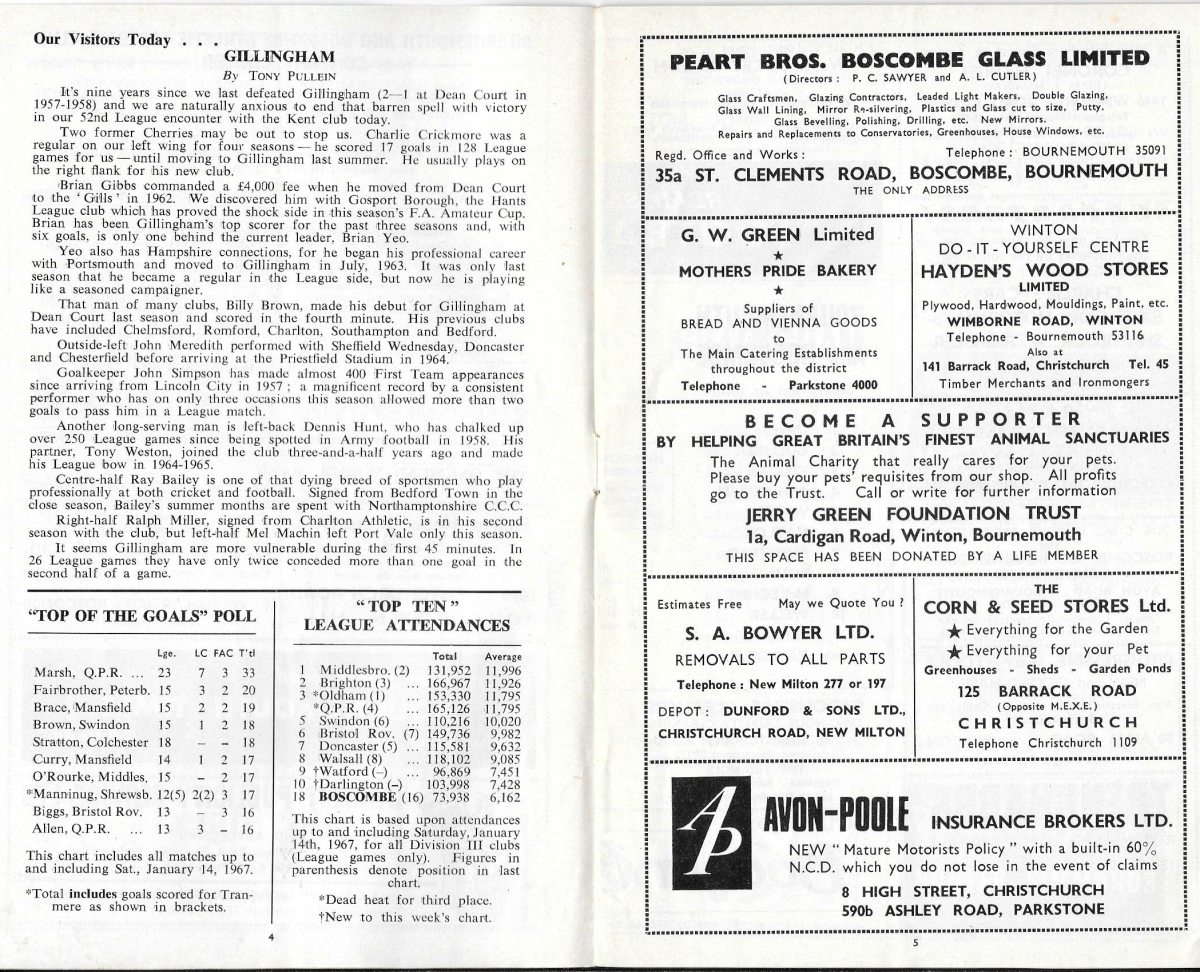 Our Visitors Today . . .
GILLINGHAM
By TONY PULLEIN
It's nine years since we last defeated Gillingham (2—1 at Dean Court in
1957-1958) and we are naturally anxious to end that barren spell with victory
in our 52nd League encounter with the Kent club today.
Two former Cherries may be out to stop us. Charlie Crickmore was a
regular on our left wing for four seasons — he scored 17 goals in 128 League
games for us — until moving to Gillingham last summer. He usually plays on
the right flank for his new club.
Brian Gibbs commanded a £4,000 fee when he moved from Dean Court
to the 'Gills' in 1962. We discovered him with Gosport Borough, the Hants
League club which has proved the shock side in this season's F.A. Amateur Cup.
Brian has been Gillingham's top scorer for the past three seasons and, with
six goals, is only one behind the current leader, Brian Yeo.
Yeo also has Hampshire connections, for he began his professional career
with Portsmouth and moved to Gillingham in July, 1963. It was only last
season that he became a regular in the League side, but now he is playing
like a seasoned campaigner.
That man of many clubs, Billy Brown, made his debut for Gillingham at
Dean Court last season and scored in the fourth minute. His previous clubs
have included Chelmsford, Romford, Charlton, Southampton and Bedford.
Outside-left John Meredith performed with Sheffield Wednesday, Doncaster
and Chesterfield before arriving at the Priestfield Stadium in 1964.
Goalkeeper John Simpson has made almost 400 First Team appearances
since arriving from Lincoln City in 1957 ; a magnificent record by a consistent
performer who has on only three occasions this season allowed more than two
goals to pass him in a League match.
Another long-serving man is left-back Dennis Hunt, who has chalked up
over 250 League games since being spotted in Army football in 1958. His
partner, Tony Weston, joined the club three-and-a-half years ago and made
his League bow in 1964-1965.
Centre-half Ray Bailey is one of that dying breed of sportsmen who play
professionally at both cricket and football. Signed from Bedford Town in the
close season, Bailey's summer months are spent with Northamptonshire C.C.C.
Right-half Ralph Miller, signed from Charlton Athletic, is in his second
season with the club, but left-half Mel Machin left Port Vale only this season.
It seems Gillingham are more vulnerable during the first 45 minutes. In
26 League games they have only twice conceded more than one goal in the
second half of a game.
"TOP OF THE GOALS" POLL
Lge. LC FAC T'tl
Marsh, Q.P.R. ... 23 7 3 33
Fairbrother, Peterb. 15 3 2 20
Brace, Mansfield 15 2 2 19
Brown, Swindon 15 1 2 18
Stratton, Colchester 18 – – 18
Curry, Mansfield 14 1 2 17
O'Rourke, Middles. 15 – 2 17
*Manninug, Shrewsb. 12(5) 2(2) 3 17
Biggs, Bristol Rov. 13 – 3 16
Allen, Q.P.R. ... 13 3 – 16
This chart includes all matches up to
and including Sat., January 14, 1967.
*Total includes goals scored for Tran-
mere as shown in brackets.
"TOP TEN"
LEAGUE ATTENDANCES
Total Average
1 Middlesbro. (2) 131,952 11,996
2 Brighton (3) ... 166,967 11,926
3 *Oldham (1) ... 153,330 11,795
*Q.P.R. (4) ... 165,126 11,795
5 Swindon (6) ... 110,216 10,020
6 Bristol Rov. (7) 149,736 9,982
7 Doncaster (5) ... 115,581 9,632
8 Walsall (8) ... 118,102 9,085
9 †Watford (–) ... 96,869 7,451
10 †Darlington (–) 103,998 7,428
18 BOSCOMBE (16) 73,938 6,162
This chart is based upon attendances
up to and including Saturday, January
14th, 1967, for all Division III clubs
(League games only). Figures in
parenthesis denote position in last
chart.
*Dead heat for third place.
†New to this week's chart.
4
PEART BROS. BOSCOMBE GLASS LIMITED
(Directors : P. C. SAWYER and A. L. CUTLER)
Glass Craftsmen, Glazing Contractors, Leaded Light Makers, Double Glazing,
Glass Wall Lining, Mirror Re-silvering, Plastics and Glass cut to size, Putty.
Glass Bevelling, Polishing, Drilling, etc. New Mirrors.
Repairs and Replacements to Conservatories, Greenhouses, House Windows, etc.
Regd. Office and Works : Telephone : BOURNEMOUTH 35091
35a ST. CLEMENTS ROAD, BOSCOMBE, BOURNEMOUTH
THE ONLY ADDRESS
G. W. GREEN Limited
★
MOTHERS PRIDE BAKERY
★
Suppliers of
BREAD AND VIENNA GOODS
to
The Main Catering Establishments
throughout the district
Telephone - Parkstone 4000
WINTON
DO - IT - YOURSELF CENTRE
HAYDEN'S WOOD STORES
LIMITED
Plywood, Hardwood, Mouldings, Paint, etc.
WIMBORNE ROAD, WINTON
Telephone - Bournemouth 53116
Also at
141 Barrack Road, Christchurch Tel. 45
Timber Merchants and Ironmongers
BECOME A SUPPORTER
BY HELPING GREAT BRITAIN'S FINEST ANIMAL SANCTUARIES
The Animal Charity that really cares for your pets.
Please buy your pets' requisites from our shop. All profits
go to the Trust. Call or write for further information
JERRY GREEN FOUNDATION TRUST
1a, Cardigan Road, Winton, Bournemouth
THIS SPACE HAS BEEN DONATED BY A LIFE MEMBER
Estimates Free May we Quote You ?
S. A. BOWYER LTD.
REMOVALS TO ALL PARTS
Telephone : New Milton 277 or 197
DEPOT : DUNFORD & SONS LTD.,
CHRISTCHURCH ROAD, NEW MILTON
THE
CORN & SEED STORES Ltd.
★ Everything for the Garden
★ Everything for your Pet
Greenhouses - Sheds - Garden Ponds
125 BARRACK ROAD
(Opposite M.E.X.E.)
CHRISTCHURCH
Telephone Christchurch 1109
AP
AVON-POOLE INSURANCE BROKERS LTD.
NEW "Mature Motorists Policy" with a built-in 60%
N.C.D. which you do not lose in the event of claims
8 HIGH STREET, CHRISTCHURCH
590b ASHLEY ROAD, PARKSTONE
5